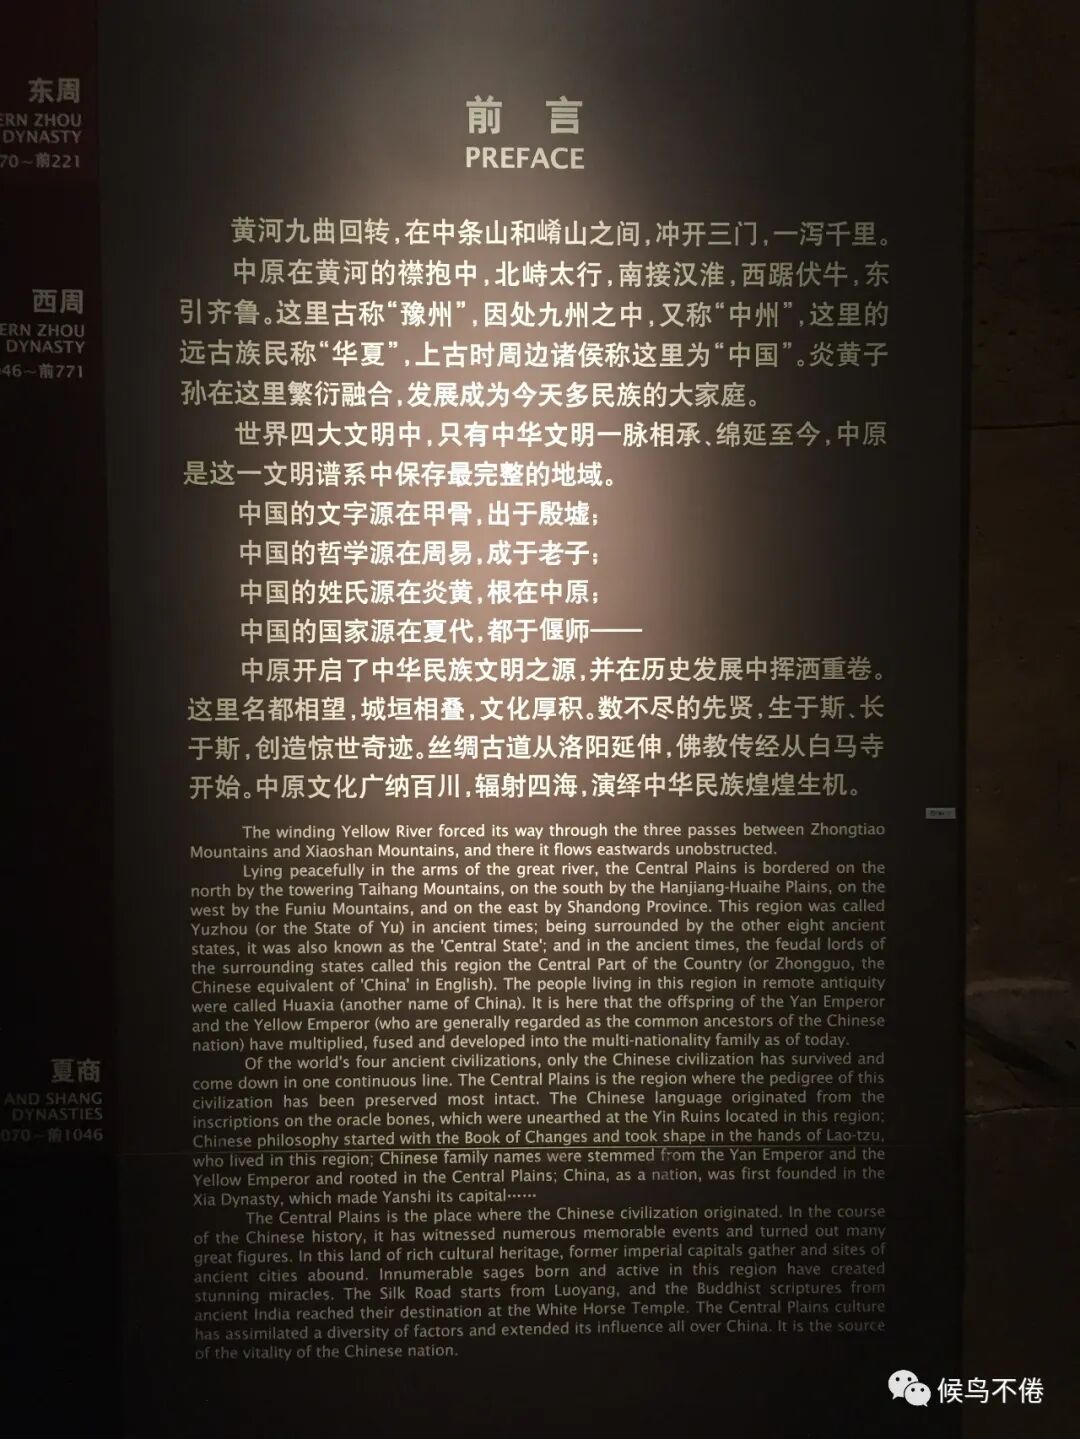 东周
ERN ZHOU
DYNASTY
70～前221
西周
ERN ZHOU
DYNASTY
046～前771
夏商
AND SHANG
DYNASTIES
070～前1046
前 言
PREFACE
黄河九曲回转,在中条山和崤山之间,冲开三门,一泻千里。
中原在黄河的襟抱中,北峙太行,南接汉淮,西踞伏牛,东
引齐鲁。这里古称“豫州”,因处九州之中,又称“中州”,这里的
远古族民称“华夏”,上古时周边诸侯称这里为“中国”。炎黄子
孙在这里繁衍融合,发展成为今天多民族的大家庭。
世界四大文明中,只有中华文明一脉相承、绵延至今,中原
是这一文明谱系中保存最完整的地域。
中国的文字源在甲骨,出于殷墟;
中国的哲学源在周易,成于老子;
中国的姓氏源在炎黄,根在中原;
中国的国家源在夏代,都于偃师——
中原开启了中华民族文明之源,并在历史发展中挥洒重卷。
这里名都相望,城垣相叠,文化厚积。数不尽的先贤,生于斯、长
于斯,创造惊世奇迹。丝绸古道从洛阳延伸,佛教传经从白马寺
开始。中原文化广纳百川,辐射四海,演绎中华民族煌煌生机。
The winding Yellow River forced its way through the three passes between Zhongtiao
Mountains and Xiaoshan Mountains, and there it flows eastwards unobstructed.
Lying peacefully in the arms of the great river, the Central Plains is bordered on the
north by the towering Taihang Mountains, on the south by the Hanjiang-Huaihe Plains, on the
west by the Funiu Mountains, and on the east by Shandong Province. This region was called
Yuzhou (or the State of Yu) in ancient times; being surrounded by the other eight ancient
states, it was also known as the 'Central State'; and in the ancient times, the feudal lords of
the surrounding states called this region the Central Part of the Country (or Zhongguo, the
Chinese equivalent of 'China' in English). The people living in this region in remote antiquity
were called Huaxia (another name of China). It is here that the offspring of the Yan Emperor
and the Yellow Emperor (who are generally regarded as the common ancestors of the Chinese
nation) have multiplied, fused and developed into the multi-nationality family as of today.
Of the world's four ancient civilizations, only the Chinese civilization has survived and
come down in one continuous line. The Central Plains is the region where the pedigree of this
civilization has been preserved most intact. The Chinese language originated from the
inscriptions on the oracle bones, which were unearthed at the Yin Ruins located in this region;
Chinese philosophy started with the Book of Changes and took shape in the hands of Lao-tzu,
who lived in this region; Chinese family names were stemmed from the Yan Emperor and the
Yellow Emperor and rooted in the Central Plains; China, as a nation, was first founded in the
Xia Dynasty, which made Yanshi its capital……
The Central Plains is the place where the Chinese civilization originated. In the course
of the Chinese history, it has witnessed numerous memorable events and turned out many
great figures. In this land of rich cultural heritage, former imperial capitals gather and sites of
ancient cities abound. Innumerable sages born and active in this region have created
stunning miracles. The Silk Road starts from Luoyang, and the Buddhist scriptures from
ancient India reached their destination at the White Horse Temple. The Central Plains culture
has assimilated a diversity of factors and extended its influence all over China. It is the source
of the vitality of the Chinese nation.
候鸟不倦